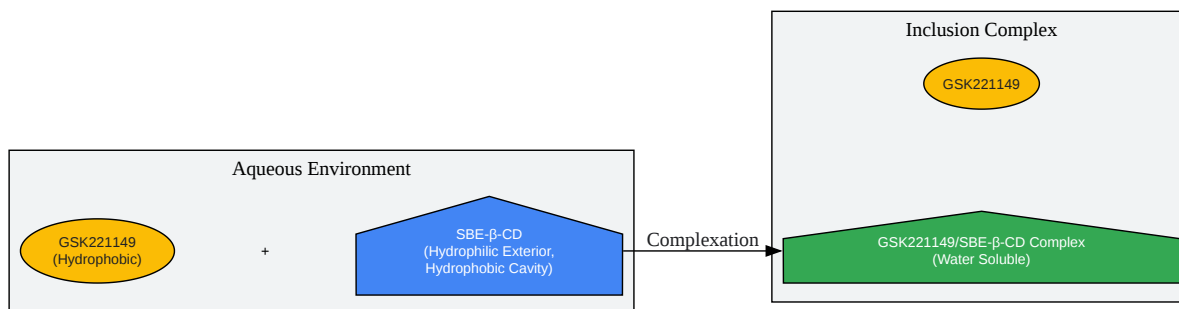 Aqueous Environment
GSK221149
(Hydrophobic)
+
SBE-β-CD
(Hydrophilic Exterior,
Hydrophobic Cavity)
Complexation
Inclusion Complex
GSK221149
GSK221149/SBE-β-CD Complex
(Water Soluble)